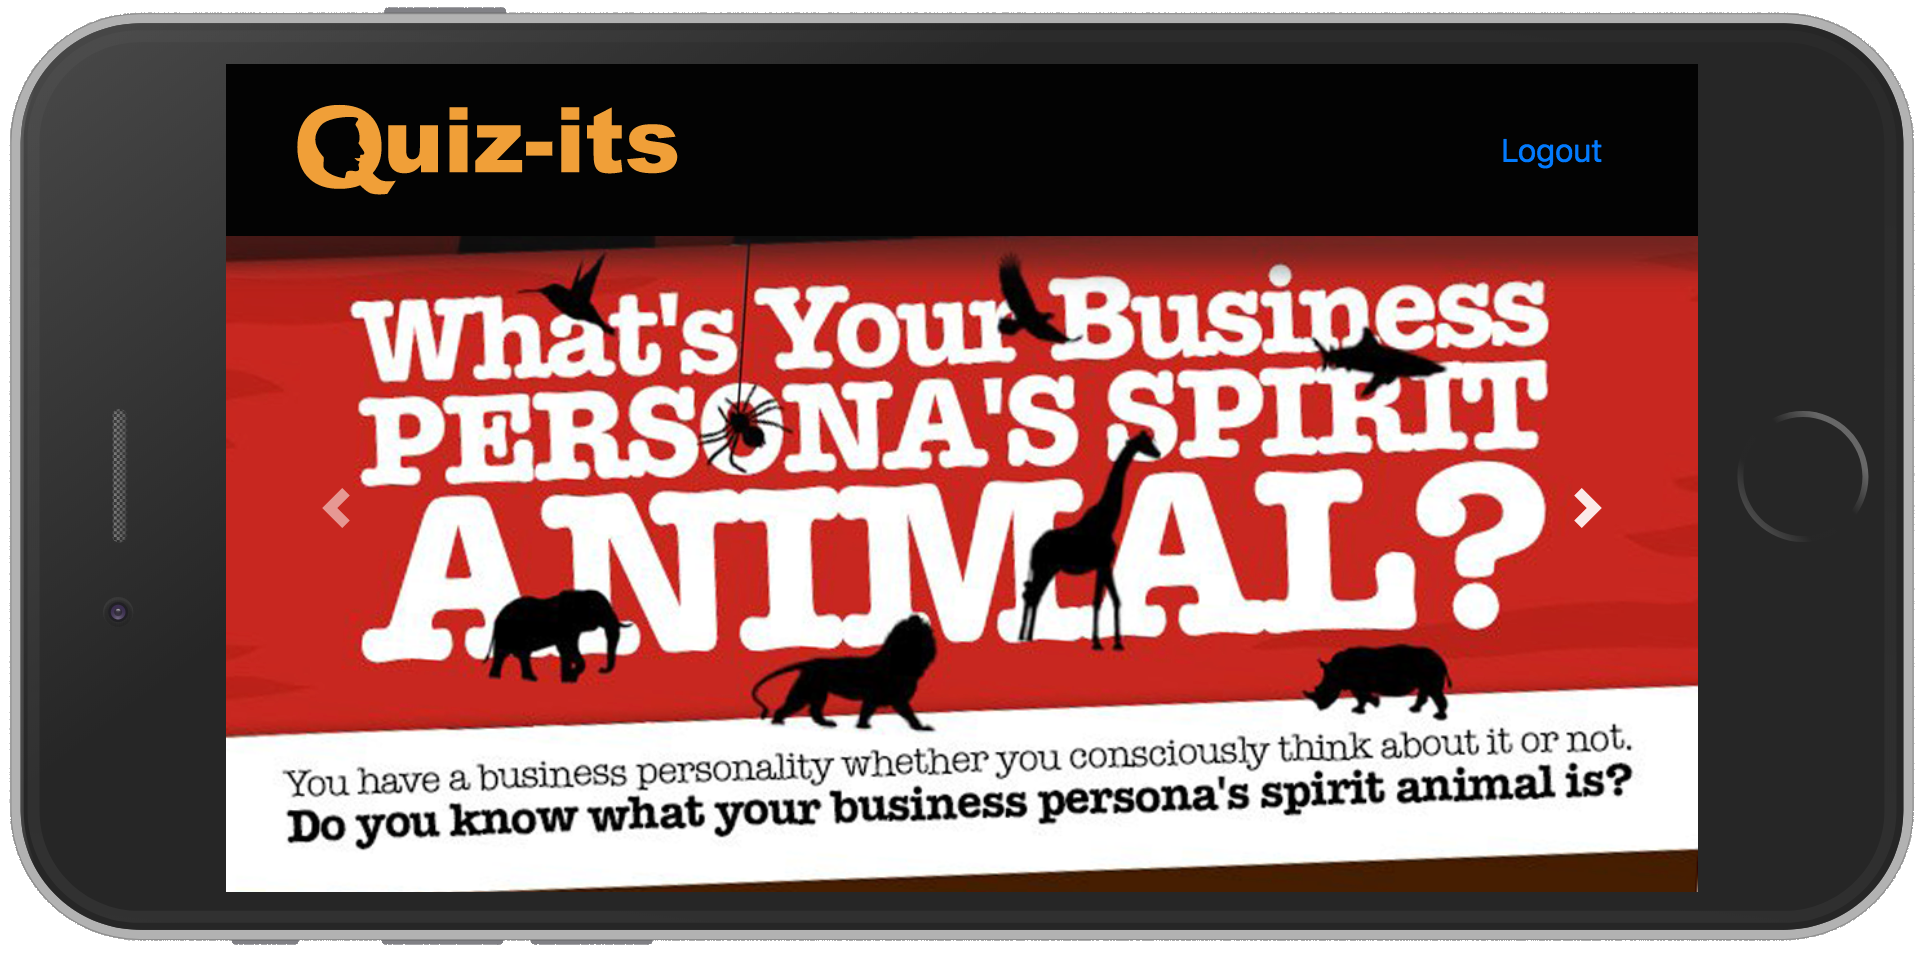 Quiz-its
Logout
What's Your Business
PERSONA'S SPIRIT
ANIMAL?
You have a business personality whether you consciously think about it or not.
Do you know what your business persona's spirit animal is?